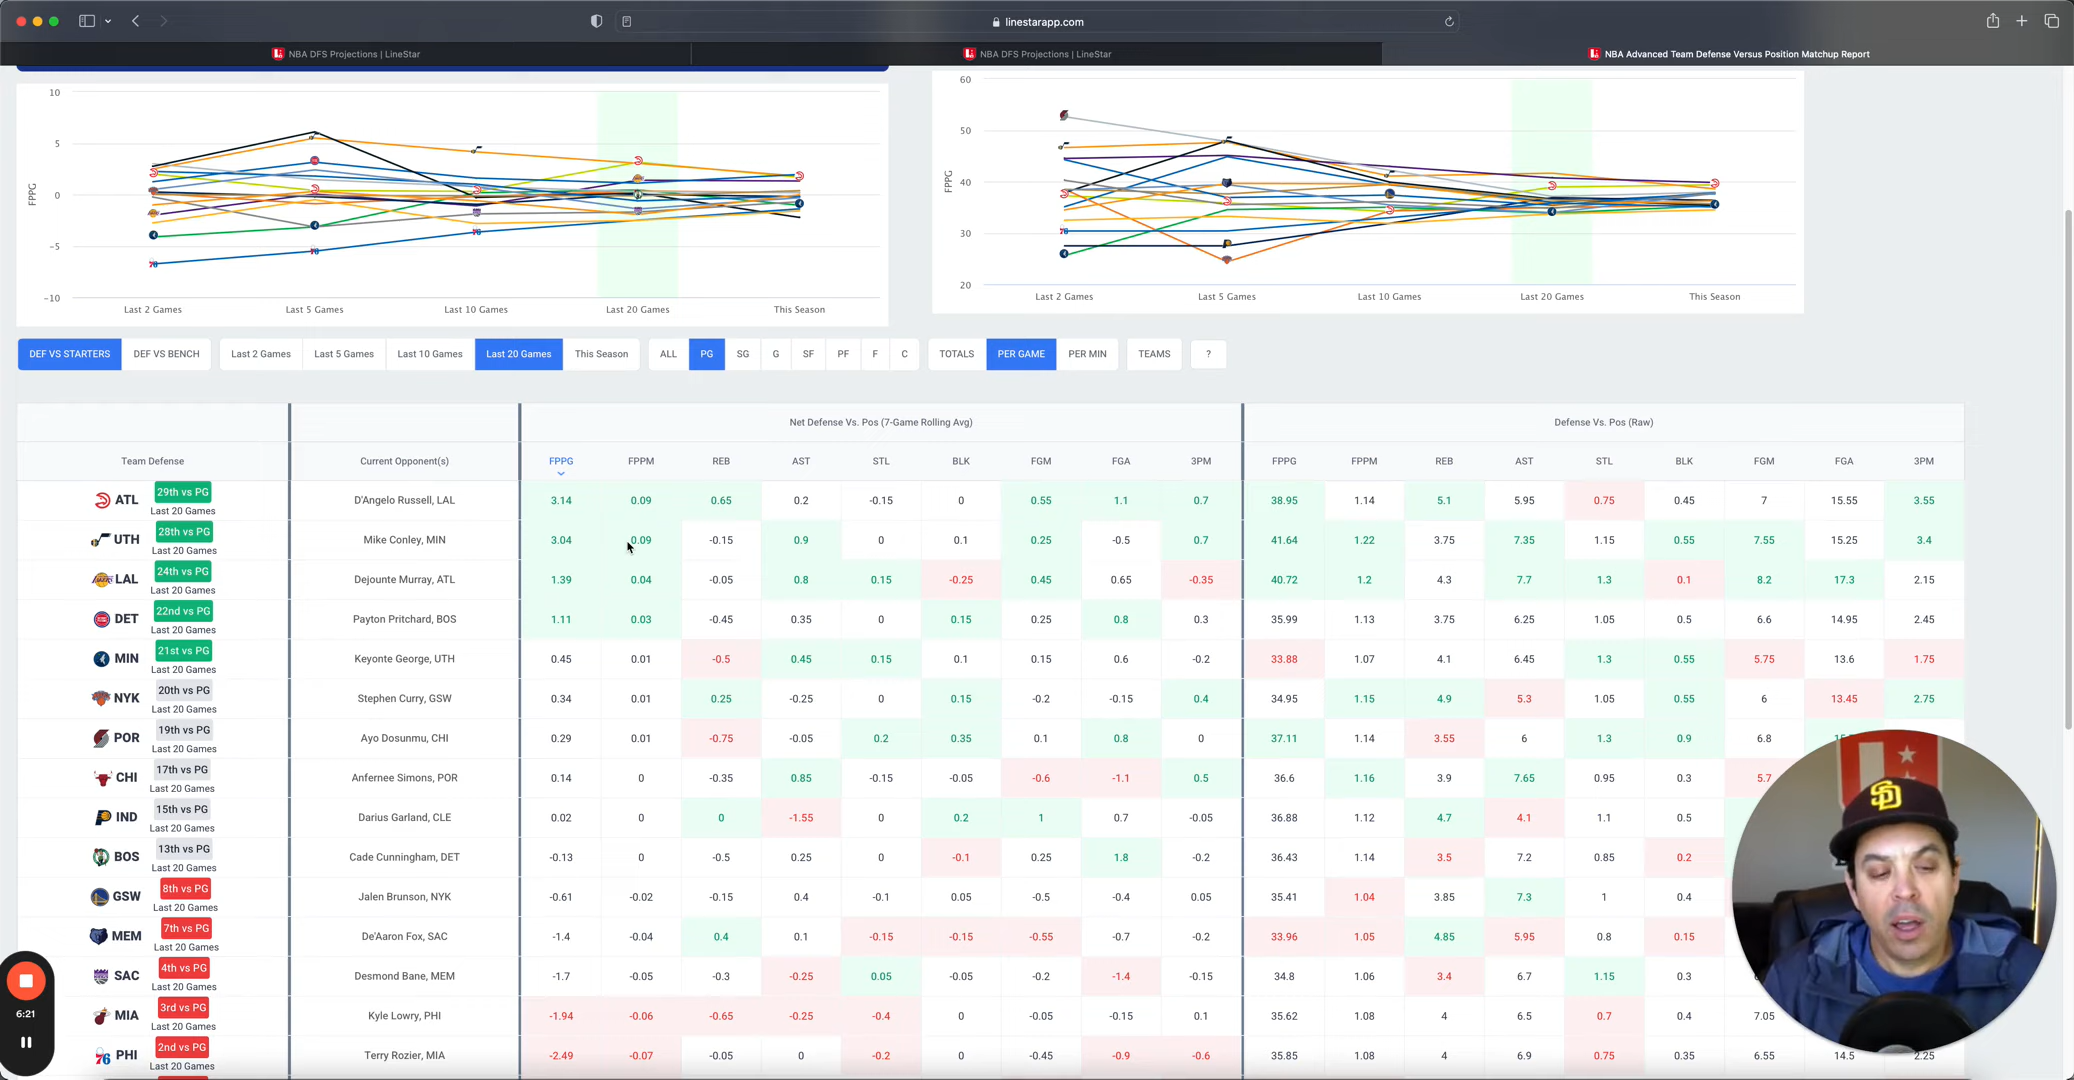 linestarapp.com
NBA DFS Projections | LineStar
NBA DFS Projections | LineStar
NBA Advanced Team Defense Versus Position Matchup Report
10
5
0
−5
−10
FPPG
Last 2 Games
Last 5 Games
Last 10 Games
Last 20 Games
This Season
60
50
40
30
20
FPPG
Last 2 Games
Last 5 Games
Last 10 Games
Last 20 Games
This Season
DEF VS STARTERS DEF VS BENCH Last 2 Games Last 5 Games Last 10 Games Last 20 Games This Season ALL PG SG G SF PF F C TOTALS PER GAME PER MIN TEAMS ?
Net Defense Vs. Pos (7-Game Rolling Avg) Defense Vs. Pos (Raw)
Team Defense Current Opponent(s) FPPG FPPM REB AST STL BLK FGM FGA 3PM FPPG FPPM REB AST STL BLK FGM FGA 3PM
ATL 29th vs PG Last 20 Games D'Angelo Russell, LAL 3.14 0.09 0.65 0.2 -0.15 0 0.55 1.1 0.7 38.95 1.14 5.1 5.95 0.75 0.45 7 15.55 3.55
UTH 28th vs PG Last 20 Games Mike Conley, MIN 3.04 0.09 -0.15 0.9 0 0.1 0.25 -0.5 0.7 41.64 1.22 3.75 7.35 1.15 0.55 7.55 15.25 3.4
LAL 24th vs PG Last 20 Games Dejounte Murray, ATL 1.39 0.04 -0.05 0.8 0.15 -0.25 0.45 0.65 -0.35 40.72 1.2 4.3 7.7 1.3 0.1 8.2 17.3 2.15
DET 22nd vs PG Last 20 Games Payton Pritchard, BOS 1.11 0.03 -0.45 0.35 0 0.15 0.25 0.8 0.3 35.99 1.13 3.75 6.25 1.05 0.5 6.6 14.95 2.45
MIN 21st vs PG Last 20 Games Keyonte George, UTH 0.45 0.01 -0.5 0.45 0.15 0.1 0.15 0.6 -0.2 33.88 1.07 4.1 6.45 1.3 0.55 5.75 13.6 1.75
NYK 20th vs PG Last 20 Games Stephen Curry, GSW 0.34 0.01 0.25 -0.25 0 0.15 -0.2 -0.15 0.4 34.95 1.15 4.9 5.3 1.05 0.55 6 13.45 2.75
POR 19th vs PG Last 20 Games Ayo Dosunmu, CHI 0.29 0.01 -0.75 -0.05 0.2 0.35 0.1 0.8 0 37.11 1.14 3.55 6 1.3 0.9 6.8
CHI 17th vs PG Last 20 Games Anfernee Simons, POR 0.14 0 -0.35 0.85 -0.15 -0.05 -0.6 -1.1 0.5 36.6 1.16 3.9 7.65 0.95 0.3 5.7
IND 15th vs PG Last 20 Games Darius Garland, CLE 0.02 0 0 -1.55 0 0.2 1 0.7 -0.05 36.88 1.12 4.7 4.1 1.1 0.5
BOS 13th vs PG Last 20 Games Cade Cunningham, DET -0.13 0 -0.5 0.25 0 -0.1 0.25 1.8 -0.2 36.43 1.14 3.5 7.2 0.85 0.2
GSW 8th vs PG Last 20 Games Jalen Brunson, NYK -0.61 -0.02 -0.15 0.4 -0.1 0.05 -0.5 -0.4 0.05 35.41 1.04 3.85 7.3 1 0.4
MEM 7th vs PG Last 20 Games De'Aaron Fox, SAC -1.4 -0.04 0.4 0.1 -0.15 -0.15 -0.55 -0.7 -0.2 33.96 1.05 4.85 5.95 0.8 0.15
SAC 4th vs PG Last 20 Games Desmond Bane, MEM -1.7 -0.05 -0.3 -0.25 0.05 -0.05 -0.2 -1.4 -0.15 34.8 1.06 3.4 6.7 1.15 0.3
MIA 3rd vs PG Last 20 Games Kyle Lowry, PHI -1.94 -0.06 -0.65 -0.25 -0.4 0 -0.05 -0.15 0.1 35.62 1.08 4 6.5 0.7 0.4 7.05
PHI 2nd vs PG Last 20 Games Terry Rozier, MIA -2.49 -0.07 -0.05 0 -0.2 0 -0.45 -0.9 -0.6 35.85 1.08 4 6.9 0.75 0.35 6.55 14.5 2.25
6:21
SD